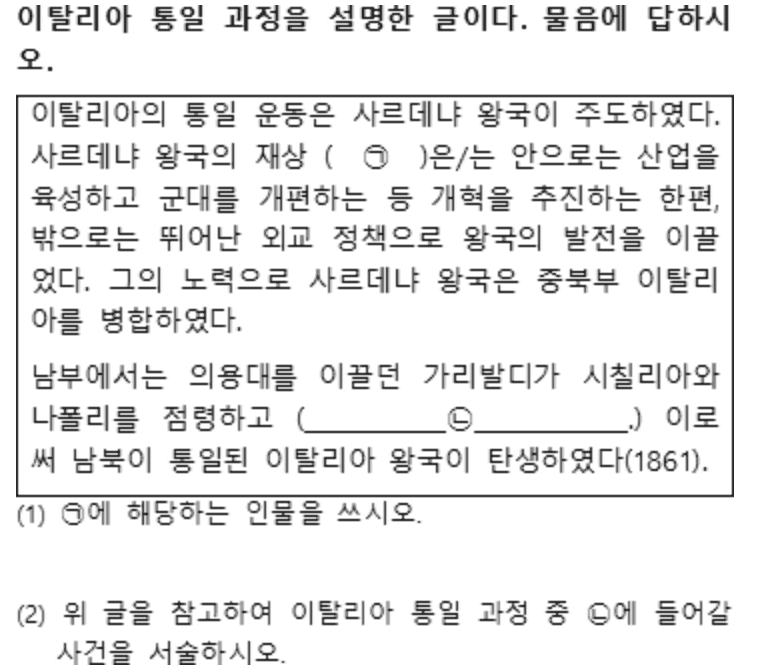 이탈리아 통일 과정을 설명한 글이다. 물음에 답하시
오.
이탈리아의 통일 운동은 사르데냐 왕국이 주도하였다.
사르데냐 왕국의 재상 ( ㉠ )은/는 안으로는 산업을
육성하고 군대를 개편하는 등 개혁을 추진하는 한편,
밖으로는 뛰어난 외교 정책으로 왕국의 발전을 이끌
었다. 그의 노력으로 사르데냐 왕국은 중북부 이탈리
아를 병합하였다.
남부에서는 의용대를 이끌던 가리발디가 시칠리아와
나폴리를 점령하고 (__________㉡___________.) 이로
써 남북이 통일된 이탈리아 왕국이 탄생하였다(1861).
(1) ㉠에 해당하는 인물을 쓰시오.
(2) 위 글을 참고하여 이탈리아 통일 과정 중 ㉡에 들어갈
사건을 서술하시오.